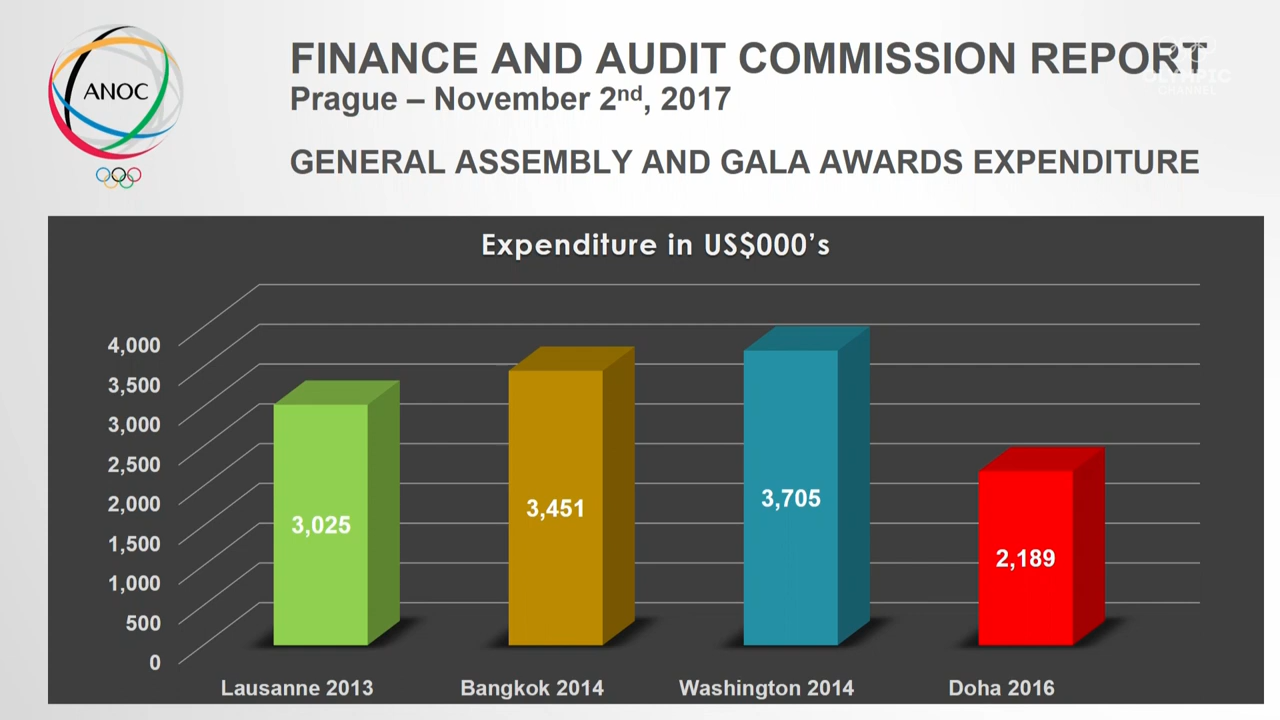 ANOC
FINANCE AND AUDIT COMMISSION REPORT
OLYMPIC
CHANNEL
Prague – November 2nd, 2017
GENERAL ASSEMBLY AND GALA AWARDS EXPENDITURE
Expenditure in US$000’s
4,000
3,500
3,000
2,500
2,000
1,500
1,000
500
0
3,025
3,451
3,705
2,189
Lausanne 2013 Bangkok 2014 Washington 2014 Doha 2016